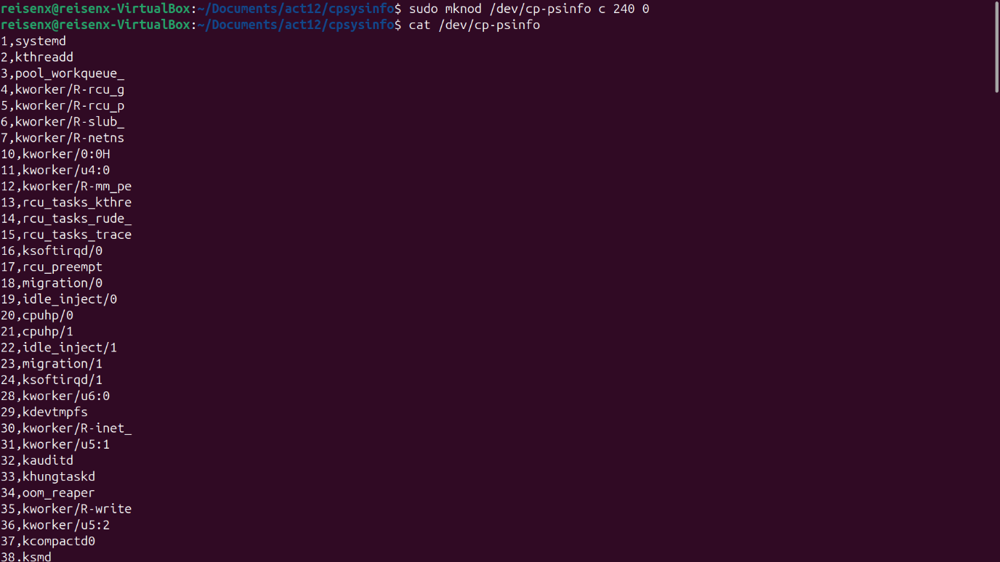 reisenx@reisenx-VirtualBox:~/Documents/act12/cpsysinfo$ sudo mknod /dev/cp-psinfo c 240 0
reisenx@reisenx-VirtualBox:~/Documents/act12/cpsysinfo$ cat /dev/cp-psinfo
1,systemd
2,kthreadd
3,pool_workqueue_
4,kworker/R-rcu_g
5,kworker/R-rcu_p
6,kworker/R-slub_
7,kworker/R-netns
10,kworker/0:0H
11,kworker/u4:0
12,kworker/R-mm_pe
13,rcu_tasks_kthre
14,rcu_tasks_rude_
15,rcu_tasks_trace
16,ksoftirqd/0
17,rcu_preempt
18,migration/0
19,idle_inject/0
20,cpuhp/0
21,cpuhp/1
22,idle_inject/1
23,migration/1
24,ksoftirqd/1
28,kworker/u6:0
29,kdevtmpfs
30,kworker/R-inet_
31,kworker/u5:1
32,kauditd
33,khungtaskd
34,oom_reaper
35,kworker/R-write
36,kworker/u5:2
37,kcompactd0
38,ksmd